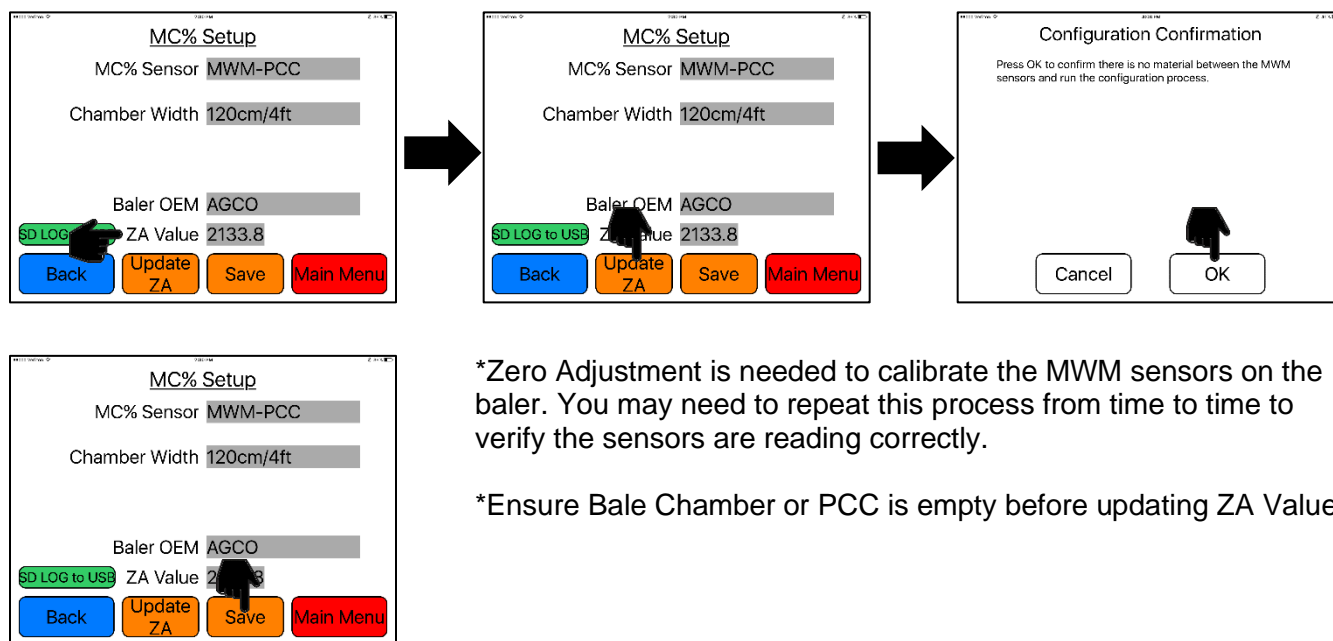 MC% Setup
MC% Sensor MWM-PCC
Chamber Width 120cm/4ft
Baler OEM AGCO
SD LOG ZA Value 2133.8
Back Update ZA Save Main Menu
MC% Setup
MC% Sensor MWM-PCC
Chamber Width 120cm/4ft
Baler OEM AGCO
SD LOG to USB Value 2133.8
Back Update ZA Save Main Menu
Configuration Confirmation
Press OK to confirm there is no material between the MWM
sensors and run the configuration process.
Cancel OK
MC% Setup
MC% Sensor MWM-PCC
Chamber Width 120cm/4ft
Baler OEM AGCO
SD LOG to USB ZA Value
Back Update ZA Save Main Menu
*Zero Adjustment is needed to calibrate the MWM sensors on the
baler. You may need to repeat this process from time to time to
verify the sensors are reading correctly.
*Ensure Bale Chamber or PCC is empty before updating ZA Value